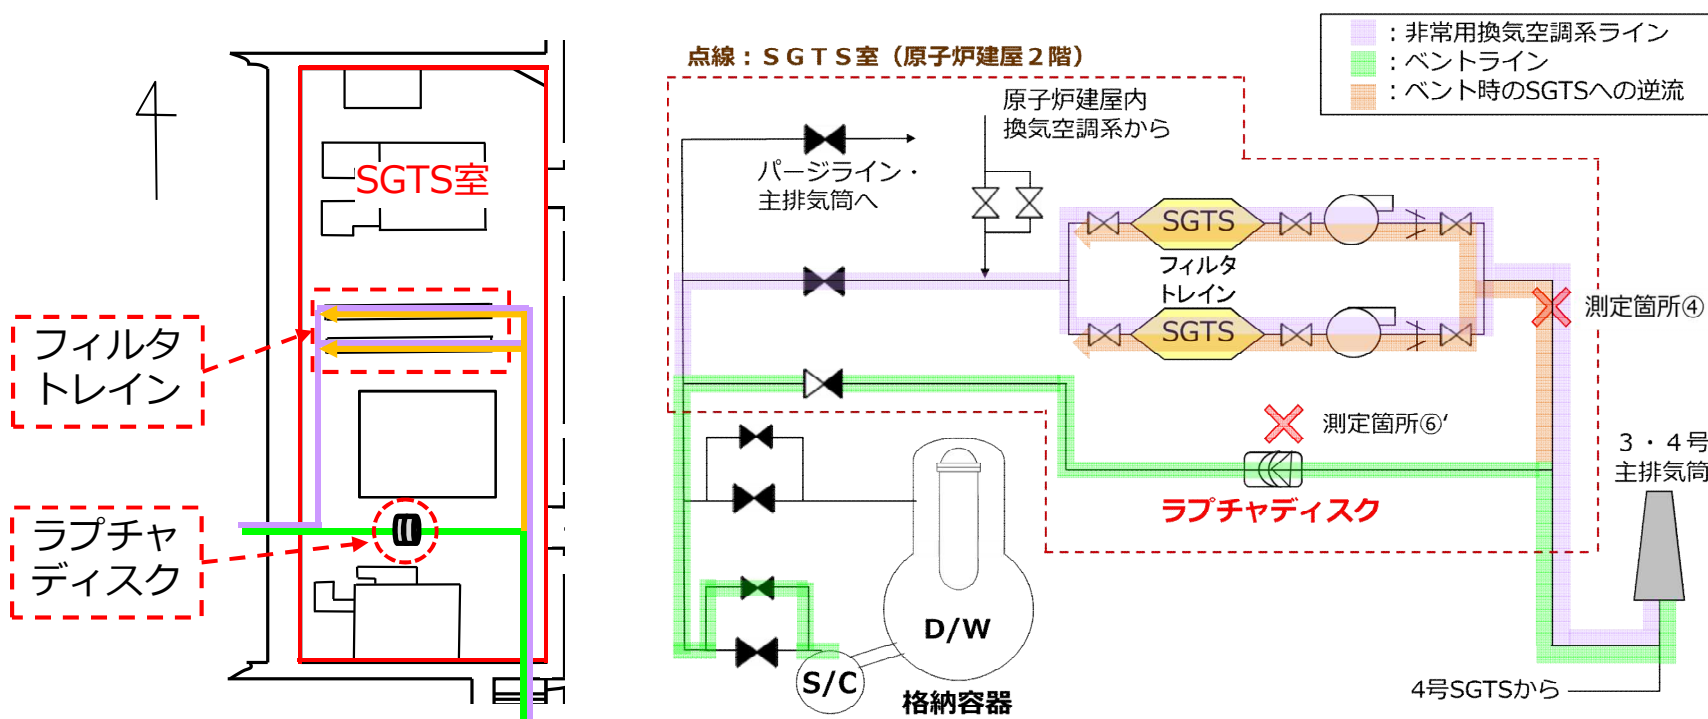 SGTS室
フィルタ
トレイン
ラプチャ
ディスク
点線：ＳＧＴＳ室（原子炉建屋２階）
：非常用換気空調系ライン
：ベントライン
：ベント時のSGTSへの逆流
原子炉建屋内
換気空調系から
パージライン・
主排気筒へ
SGTS
フィルタ
トレイン
SGTS
測定箇所④
測定箇所⑥‘
ラプチャディスク
３・４号
主排気筒
D/W
S/C
格納容器
4号SGTSから